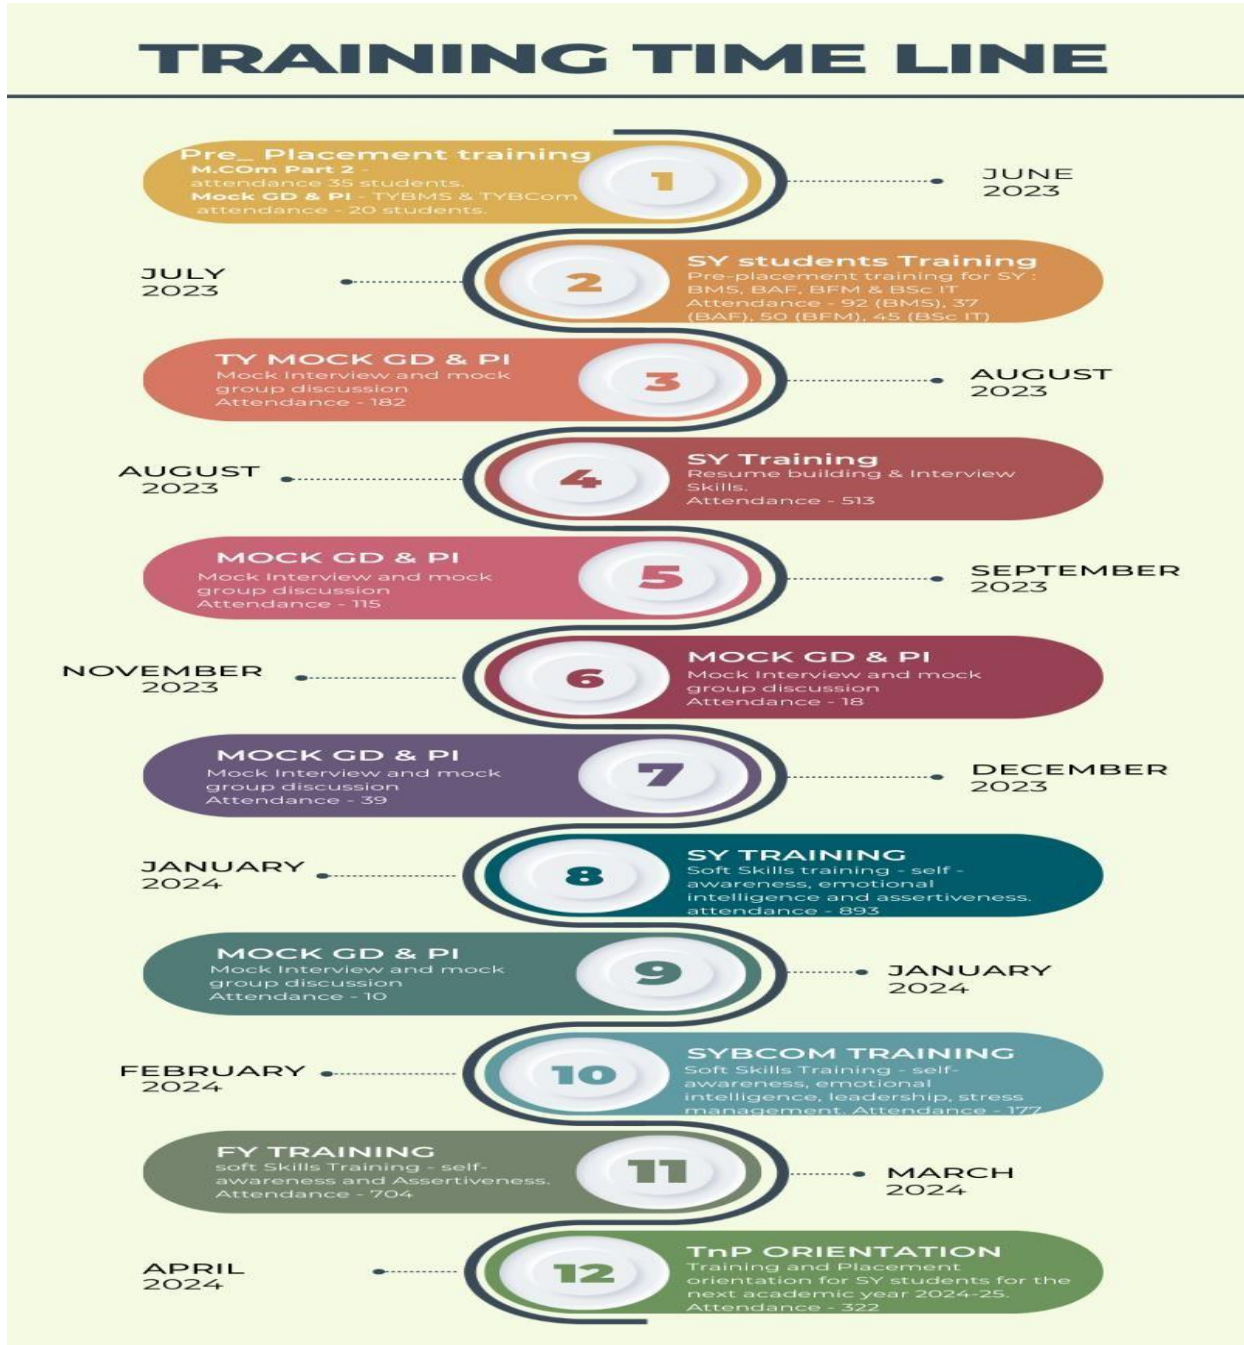 TRAINING TIME LINE
Pre_ Placement training
M.COm Part 2 -
attendance 35 students.
Mock GD & PI - TYBMS & TYBCom
attendance - 20 students.
1
JUNE
2023
JULY
2023
2
SY students Training
Pre-placement training for SY :
BMS, BAF, BFM & BSc IT
Attendance - 92 (BMS), 37
(BAF), 50 (BFM), 45 (BSc IT)
TY MOCK GD & PI
Mock Interview and mock
group discussion
Attendance - 182
3
AUGUST
2023
AUGUST
2023
4
SY Training
Resume building & Interview
Skills.
Attendance - 513
MOCK GD & PI
Mock Interview and mock
group discussion
Attendance - 115
5
SEPTEMBER
2023
NOVEMBER
2023
6
MOCK GD & PI
Mock Interview and mock
group discussion
Attendance - 18
MOCK GD & PI
Mock Interview and mock
group discussion
Attendance - 39
7
DECEMBER
2023
JANUARY
2024
8
SY TRAINING
Soft Skills training - self -
awareness, emotional
intelligence and assertiveness.
attendance - 893
MOCK GD & PI
Mock Interview and mock
group discussion
Attendance - 10
9
JANUARY
2024
FEBRUARY
2024
10
SYBCOM TRAINING
Soft Skills Training - self-
awareness, emotional
intelligence, leadership, stress
management. Attendance - 177
FY TRAINING
soft Skills Training - self-
awareness and Assertiveness.
Attendance - 704
11
MARCH
2024
APRIL
2024
12
TnP ORIENTATION
Training and Placement
orientation for SY students for the
next academic year 2024-25.
Attendance - 322